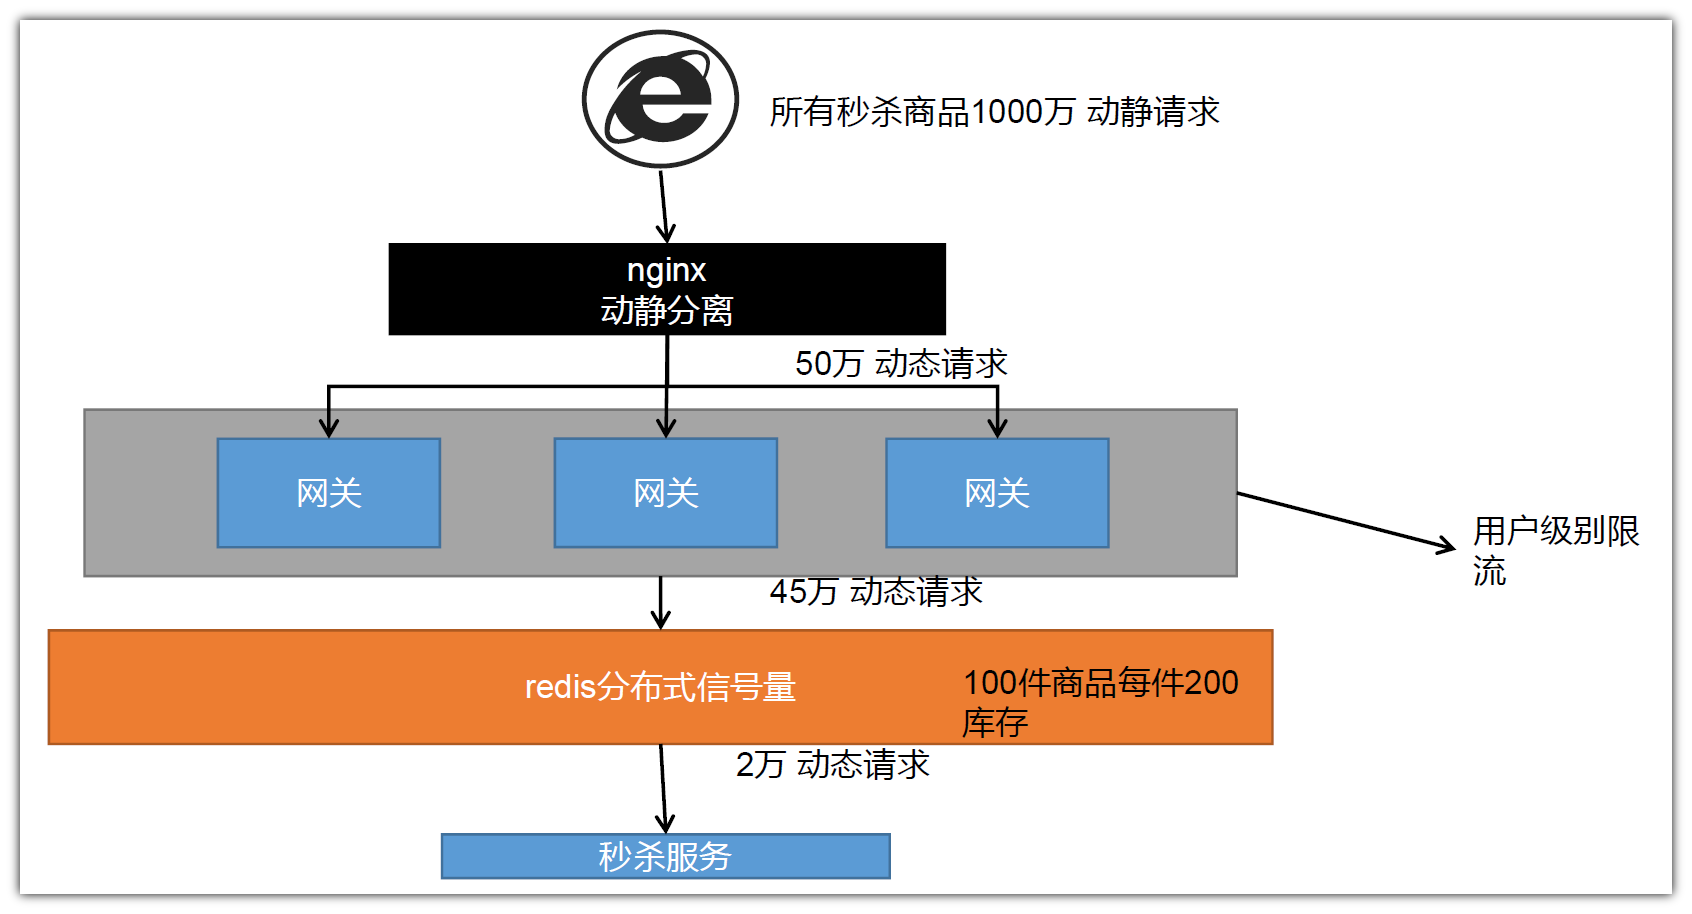 所有秒杀商品1000万 动静请求
nginx
动静分离
50万 动态请求
网关
网关
网关
用户级别限
流
45万 动态请求
redis分布式信号量
100件商品每件200
库存
2万 动态请求
秒杀服务